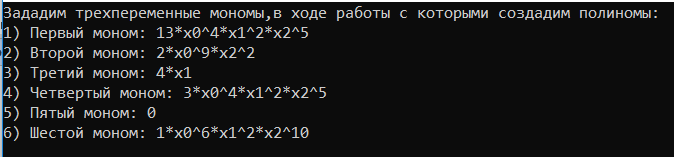 Зададим трехпеременные мономы,в ходе работы с которыми создадим полиномы:
1) Первый моном: 13*x0^4*x1^2*x2^5
2) Второй моном: 2*x0^9*x2^2
3) Третий моном: 4*x1
4) Четвертый моном: 3*x0^4*x1^2*x2^5
5) Пятый моном: 0
6) Шестой моном: 1*x0^6*x1^2*x2^10